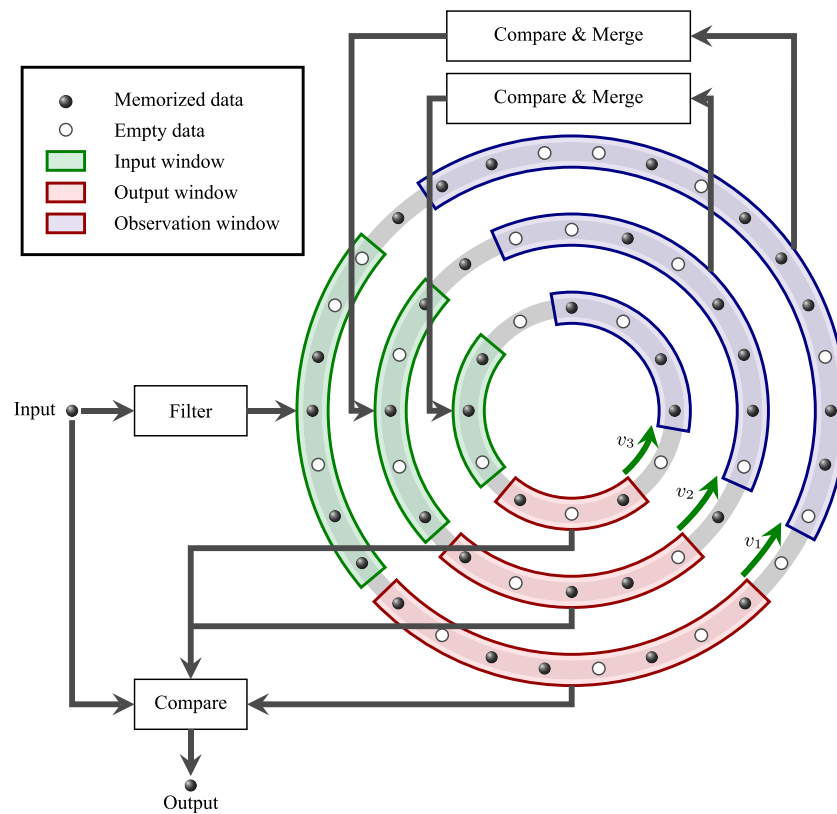 Compare & Merge
Compare & Merge
Memorized data
Empty data
Input window
Output window
Observation window
Input
Filter
v3
v2
v1
Compare
Output